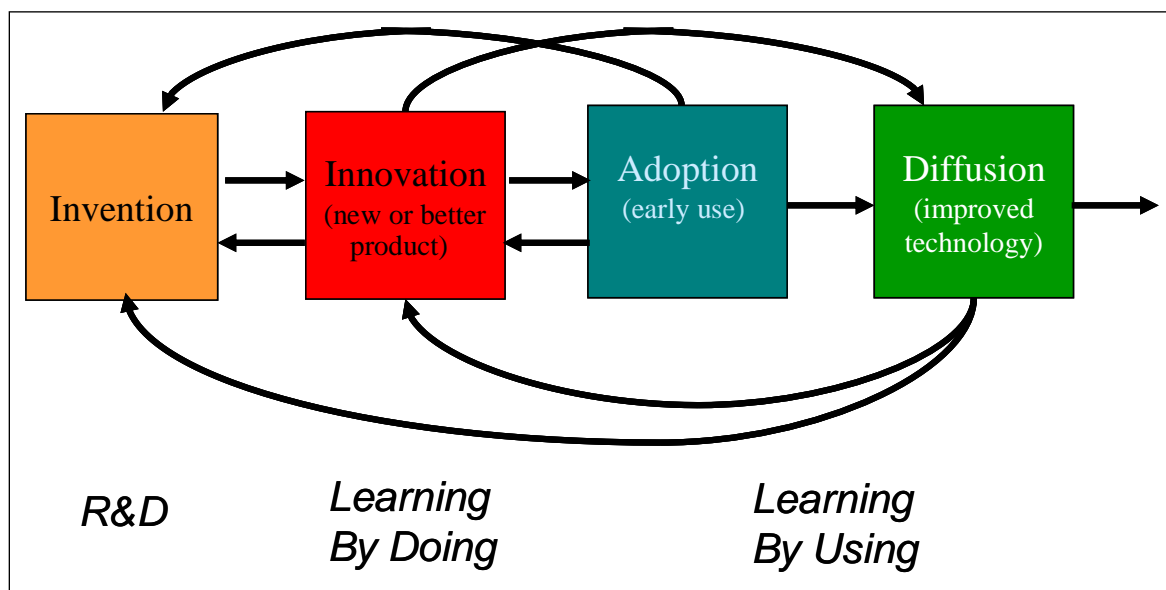 Invention
Innovation
(new or better
product)
Adoption
(early use)
Diffusion
(improved
technology)
R&D
Learning
By Doing
Learning
By Using